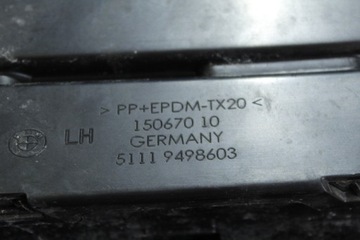 > PP+EPDM-TX20 <
150670 10
LH
GERMANY
5111 9498603